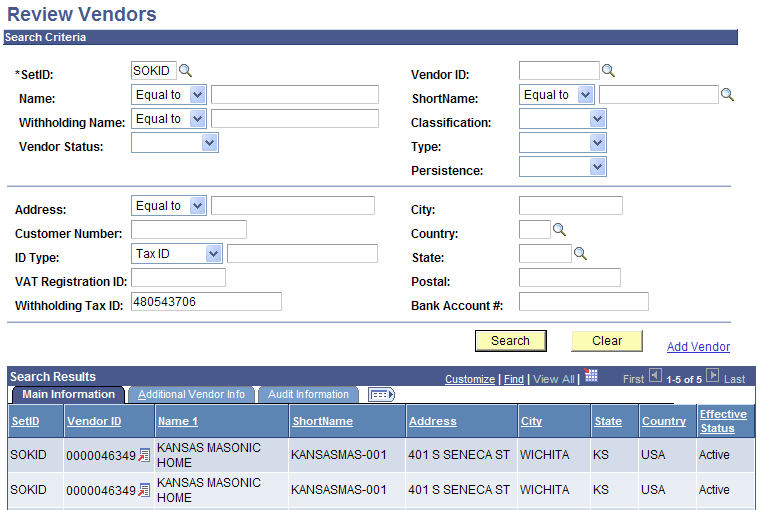 Review Vendors
Search Criteria
*SetID: SOKID Vendor ID:
Name: Equal to ShortName: Equal to
Withholding Name: Equal to Classification:
Vendor Status: Type:
Persistence:
Address: Equal to City:
Customer Number: Country:
ID Type: Tax ID State:
VAT Registration ID: Postal:
Withholding Tax ID: 480543706 Bank Account #:
Search Clear Add Vendor
Search Results Customize | Find | View All | First 1-5 of 5 Last
Main Information Additional Vendor Info Audit Information
SetID Vendor ID Name 1 ShortName Address City State Country Effective Status
SOKID 0000046349 KANSAS MASONIC HOME KANSASMAS-001 401 S SENECA ST WICHITA KS USA Active
SOKID 0000046349 KANSAS MASONIC HOME KANSASMAS-001 401 S SENECA ST WICHITA KS USA Active